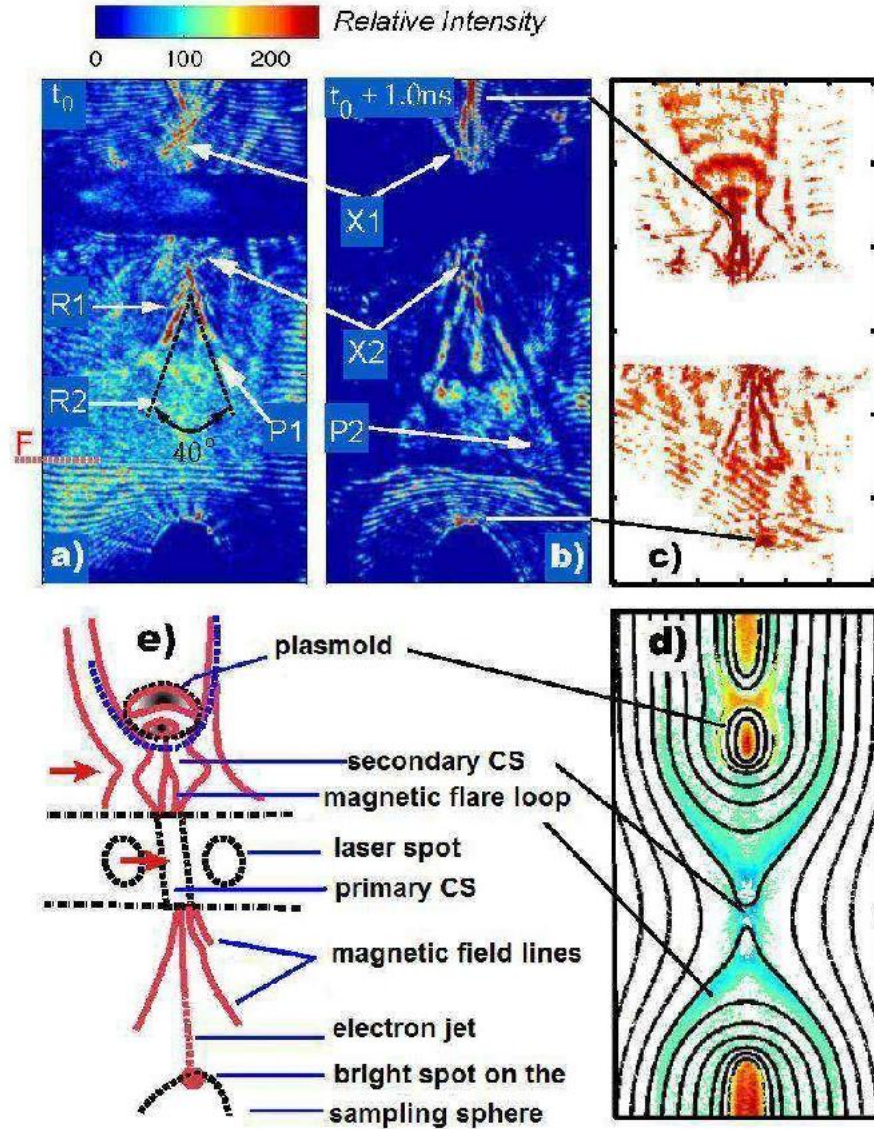 Relative Intensity
0 100 200
t0
t0 + 1.0ns
X1
R1
X2
R2
P1
P2
F
40°
a)
b)
c)
e)
d)
plasmold
secondary CS
magnetic flare loop
laser spot
primary CS
magnetic field lines
electron jet
bright spot on the
sampling sphere